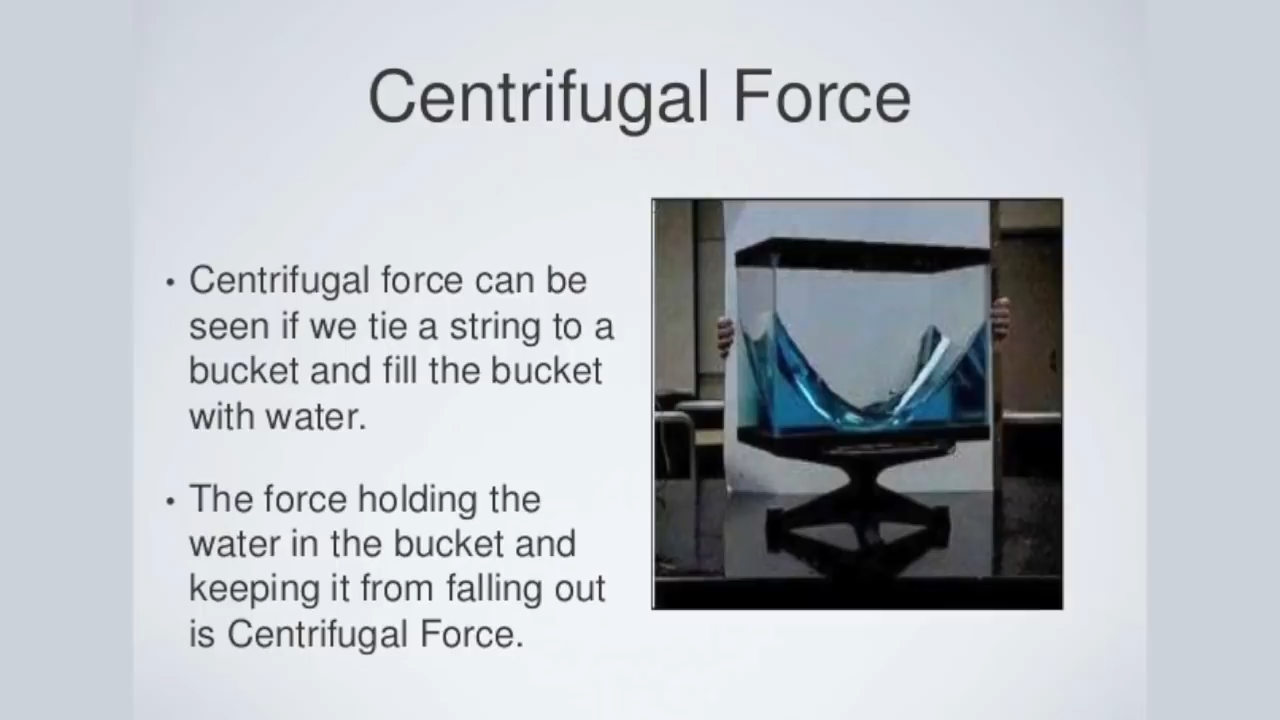 Centrifugal Force
• Centrifugal force can be
seen if we tie a string to a
bucket and fill the bucket
with water.
• The force holding the
water in the bucket and
keeping it from falling out
is Centrifugal Force.